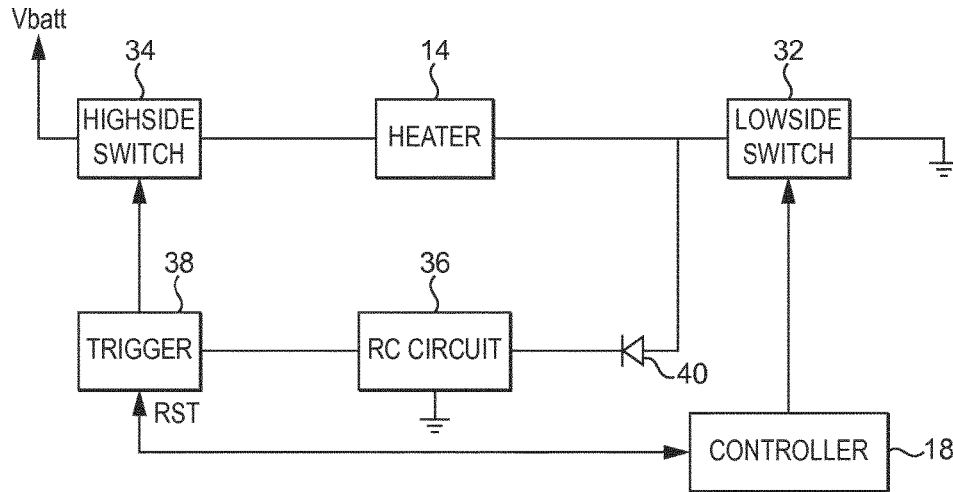 Vbatt
34
14
32
HIGHSIDE
SWITCH
HEATER
LOWSIDE
SWITCH
38
36
TRIGGER
RC CIRCUIT
40
RST
CONTROLLER
18